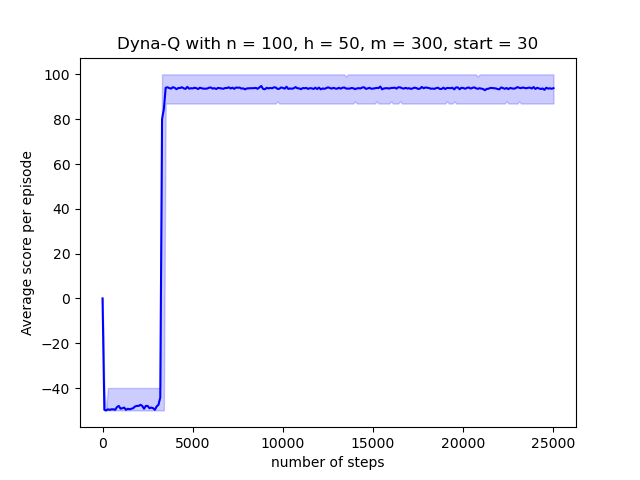 Dyna-Q with n = 100, h = 50, m = 300, start = 30
100
80
60
40
20
0
−20
−40
Average score per episode
0 5000 10000 15000 20000 25000
number of steps